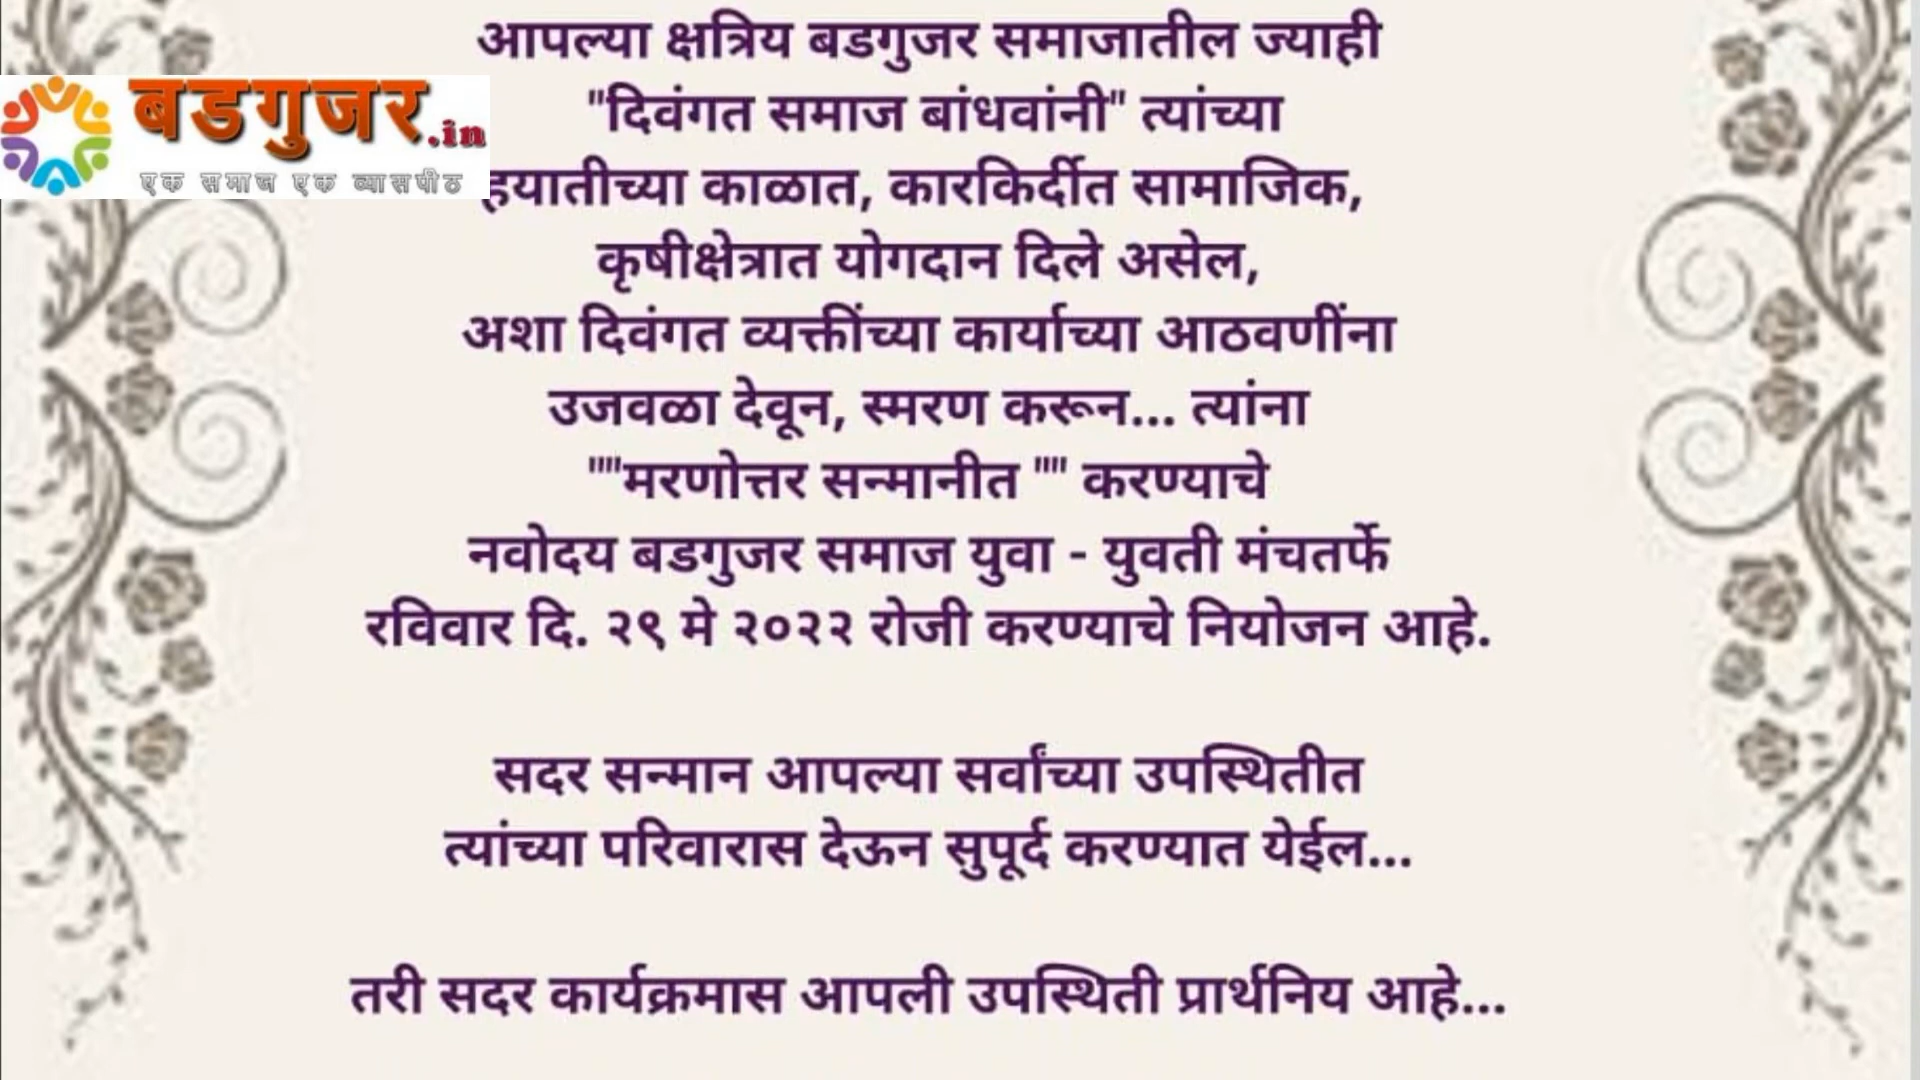 आपल्या क्षत्रिय बडगुजर समाजातील ज्याही
"दिवंगत समाज बांधवांनी" त्यांच्या
बडगुजर.in
एक समाज एक व्यासपीठ
हयातीच्या काळात, कारकिर्दीत सामाजिक,
कृषीक्षेत्रात योगदान दिले असेल,
अशा दिवंगत व्यक्तींच्या कार्याच्या आठवणींना
उजवळा देवून, स्मरण करून... त्यांना
""मरणोत्तर सन्मानीत "" करण्याचे
नवोदय बडगुजर समाज युवा - युवती मंचतर्फे
रविवार दि. २९ मे २०२२ रोजी करण्याचे नियोजन आहे.
सदर सन्मान आपल्या सर्वांच्या उपस्थितीत
त्यांच्या परिवारास देऊन सुपूर्द करण्यात येईल...
तरी सदर कार्यक्रमास आपली उपस्थिती प्रार्थनिय आहे...